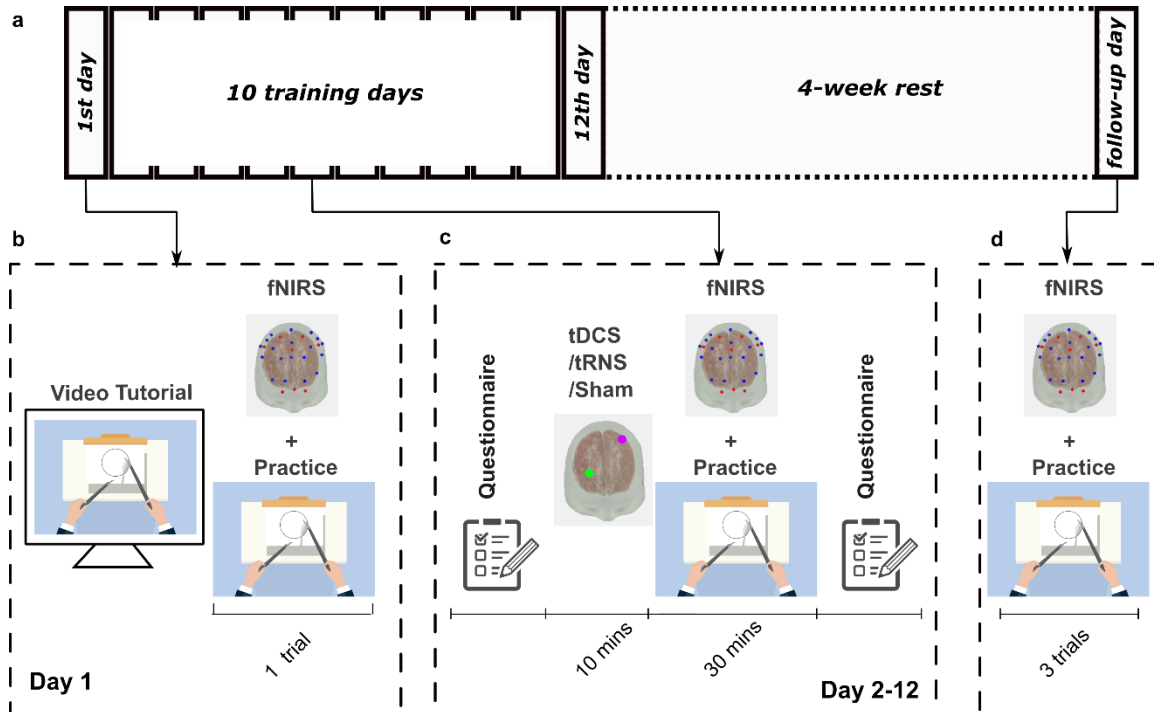 a
1st day
10 training days
12th day
4-week rest
follow-up day
b
fNIRS
Video Tutorial
+
Practice
1 trial
Day 1
c
Questionnaire
tDCS
/tRNS
/Sham
fNIRS
+
Practice
Questionnaire
10 mins
30 mins
Day 2-12
d
fNIRS
+
Practice
3 trials